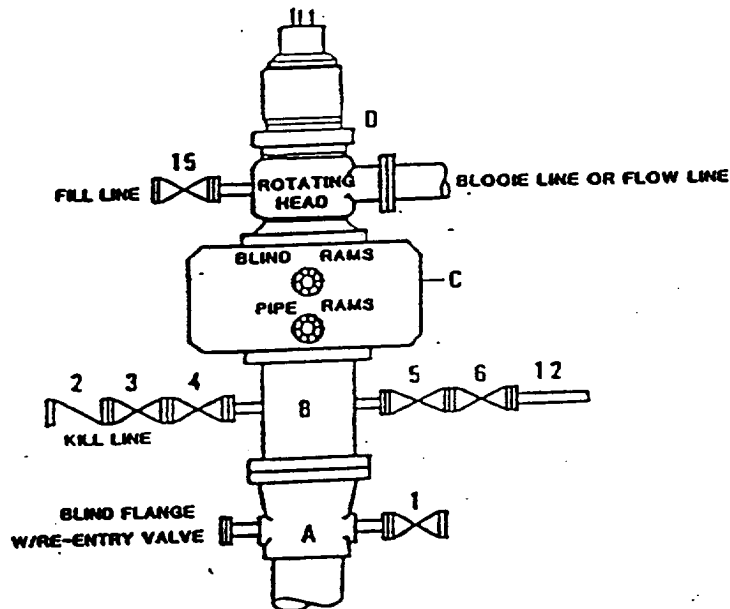 D
15
FILL LINE
ROTATING
HEAD
BLOOIE LINE OR FLOW LINE
BLIND RAMS
C
PIPE RAMS
2 3 4
5 6 12
B
KILL LINE
1
BLIND FLANGE
W/RE-ENTRY VALVE
A